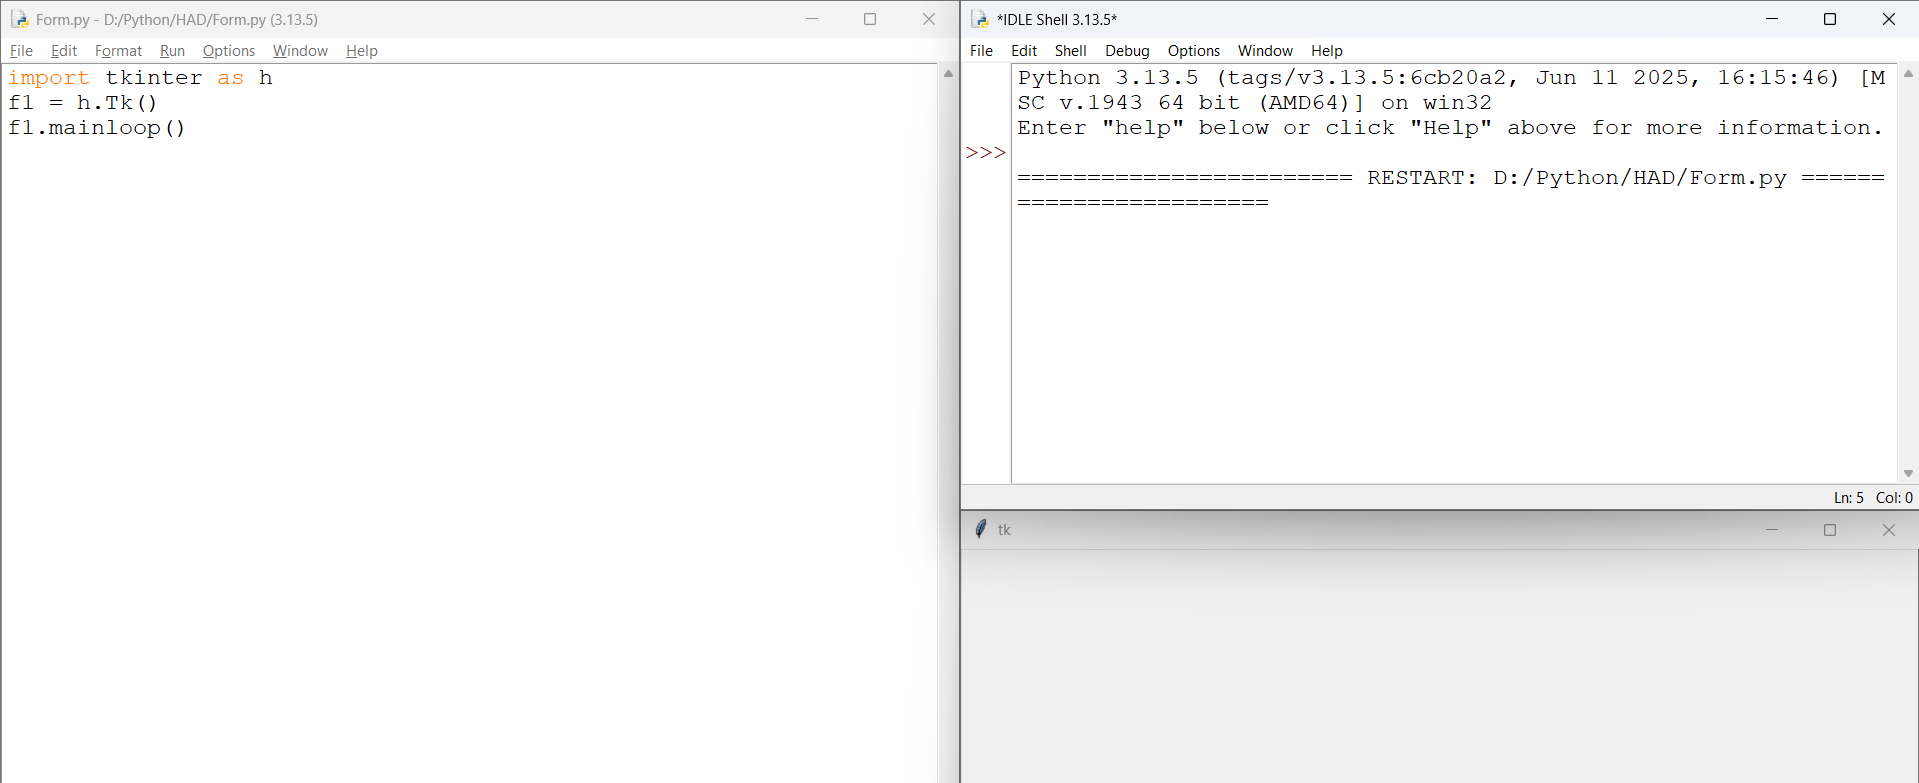 Form.py - D:/Python/HAD/Form.py (3.13.5)
File Edit Format Run Options Window Help
import tkinter as h
f1 = h.Tk()
f1.mainloop()
*IDLE Shell 3.13.5*
File Edit Shell Debug Options Window Help
Python 3.13.5 (tags/v3.13.5:6cb20a2, Jun 11 2025, 16:15:46) [M
SC v.1943 64 bit (AMD64)] on win32
Enter "help" below or click "Help" above for more information.
>>>
======================== RESTART: D:/Python/HAD/Form.py ======
==================
Ln: 5 Col: 0
tk